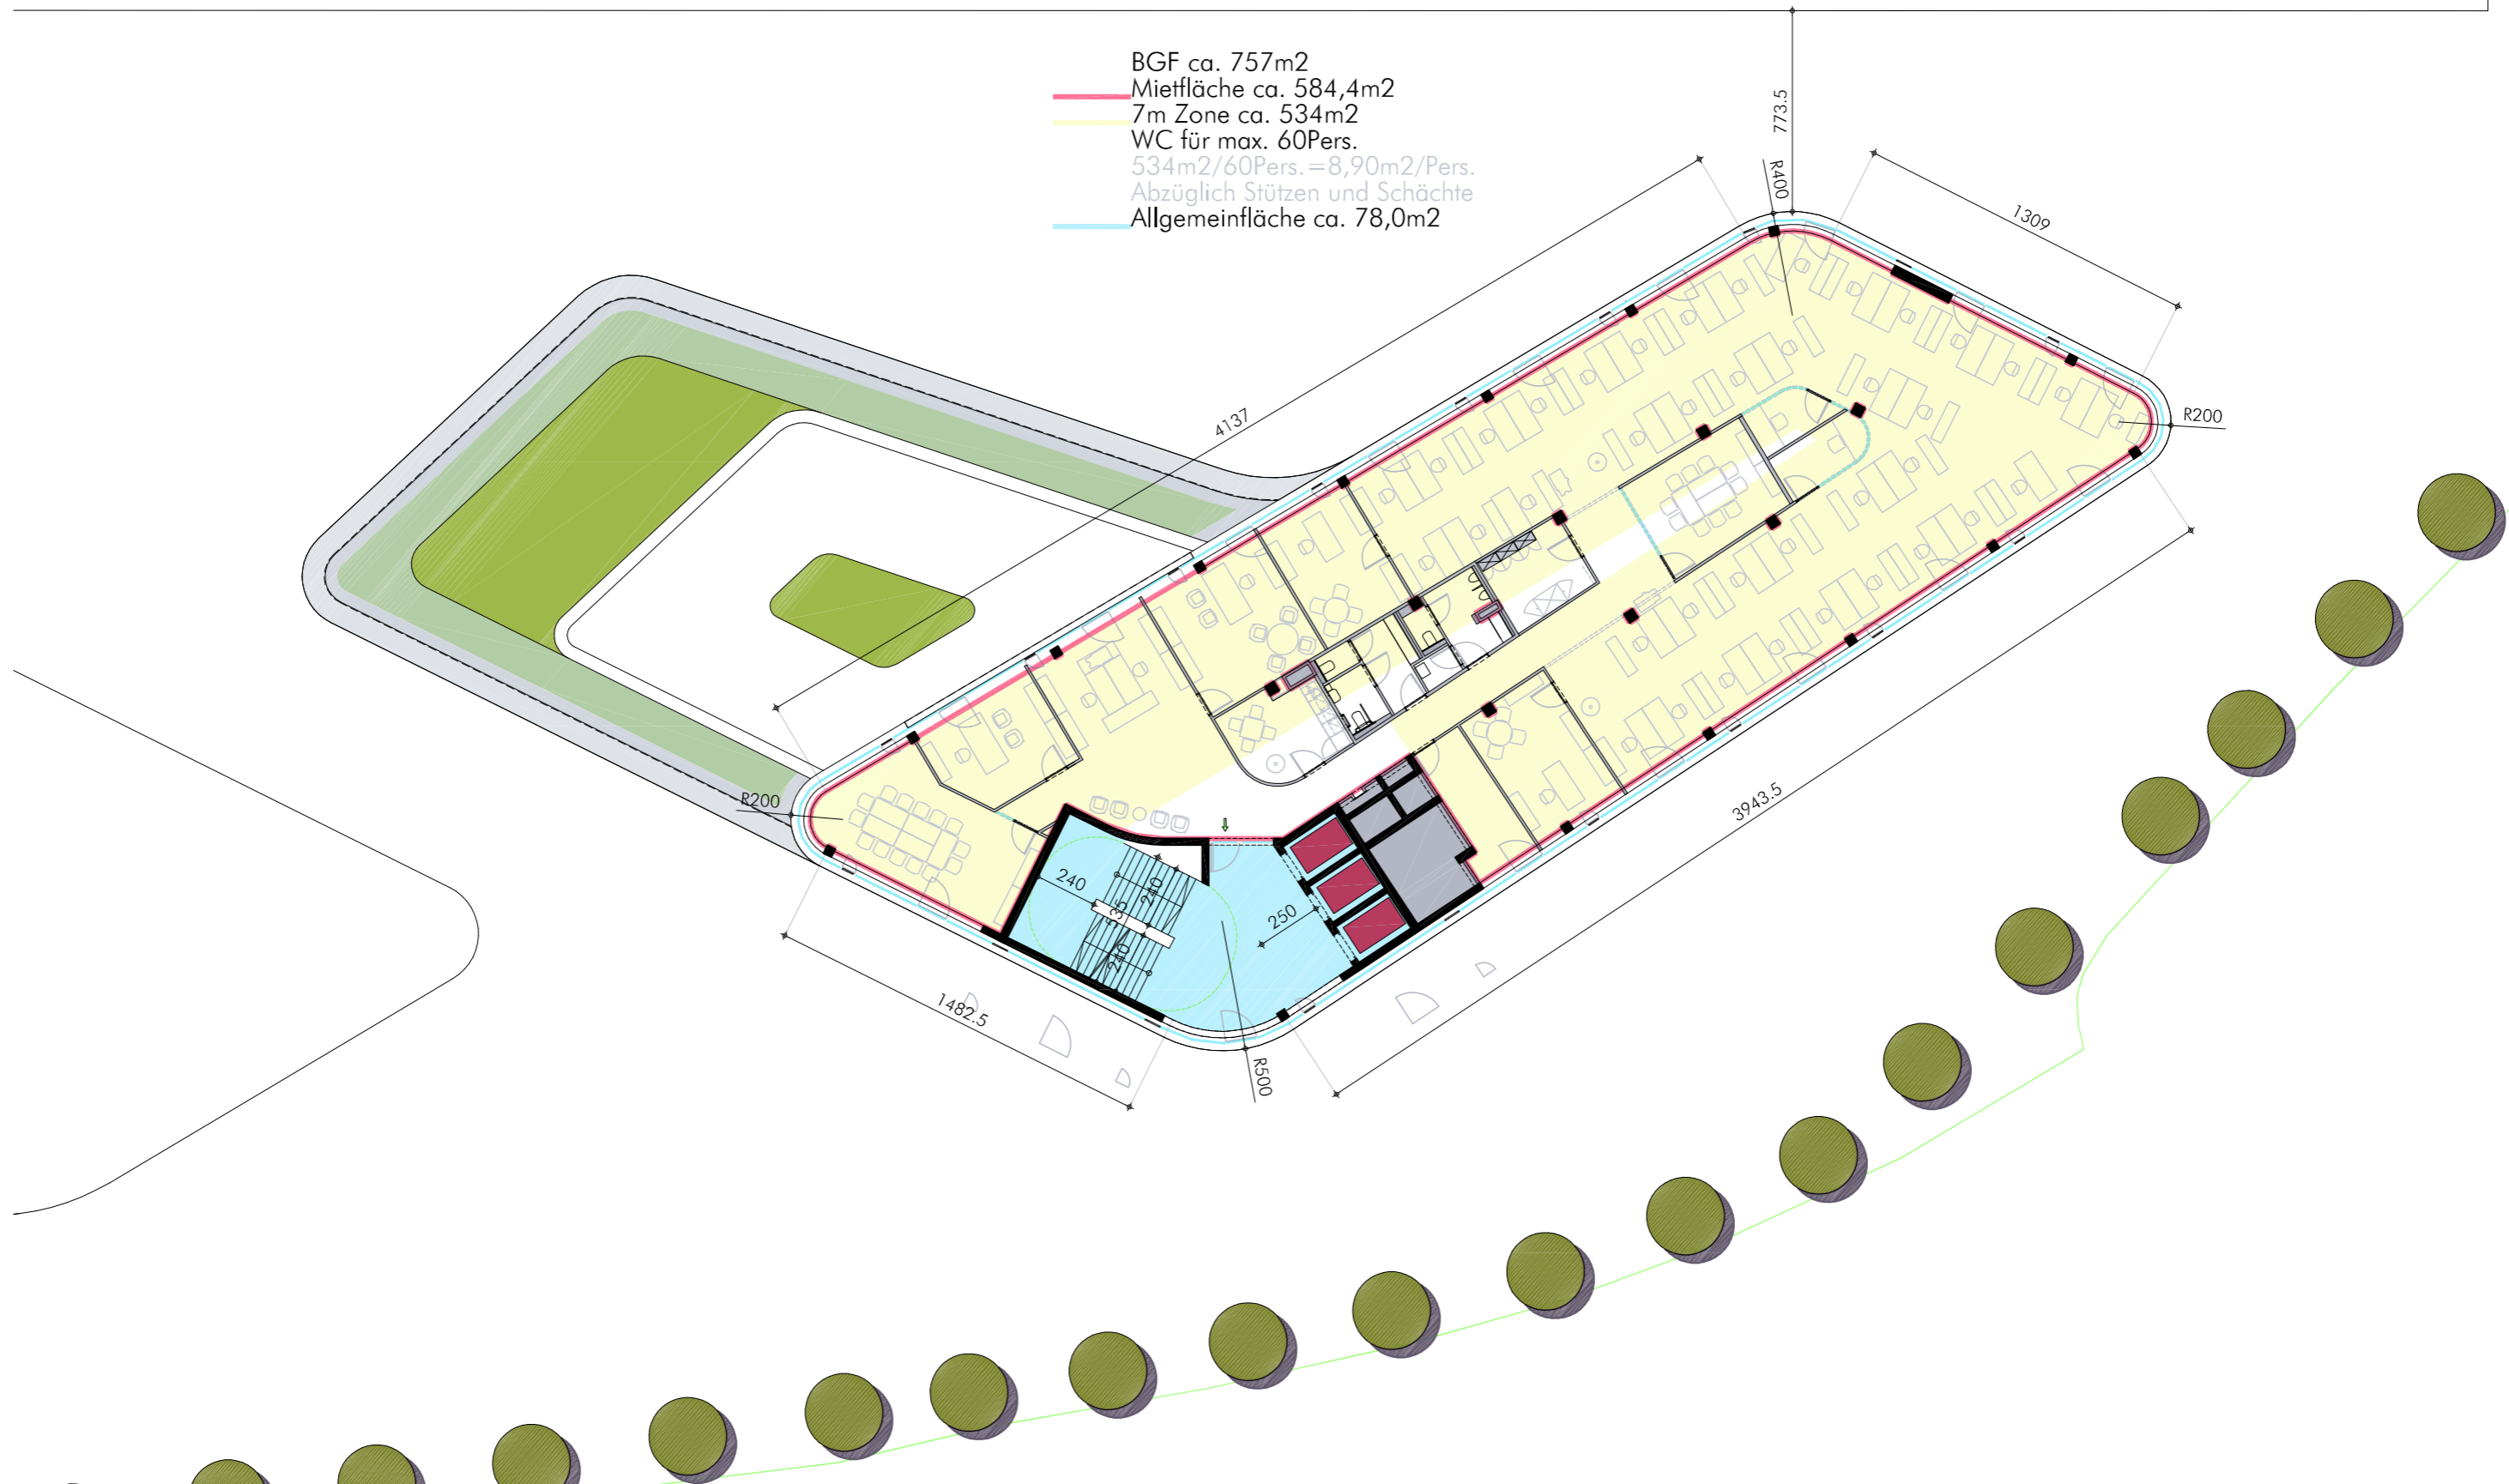 BGF ca. 757m2
Mietfläche ca. 584,4m2
7m Zone ca. 534m2
WC für max. 60Pers.
534m2/60Pers.=8,90m2/Pers.
Abzüglich Stützen und Schächte
Allgemeinfläche ca. 78,0m2
773.5
R400
1309
4137
R200
R200
3943.5
240
240
535
240
250
1482.5
R500